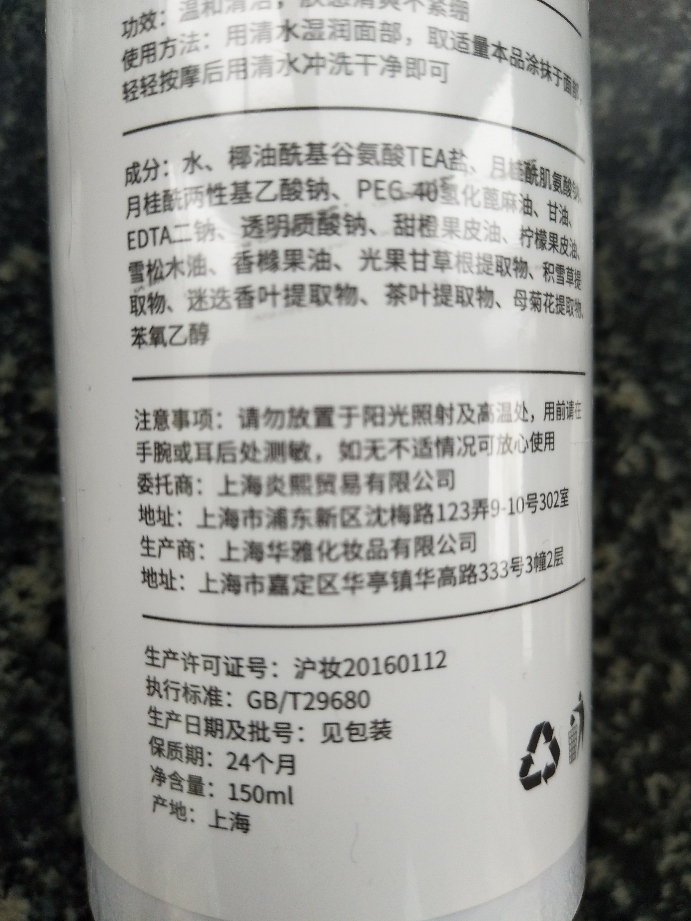 功效：温和清洁，肤感清爽不紧绷
使用方法：用清水湿润面部，取适量本品涂抹于面部，
轻轻按摩后用清水冲洗干净即可
成分：水、椰油酰基谷氨酸TEA盐、月桂酰肌氨酸钠、
月桂酰两性基乙酸钠、PEG-40氢化蓖麻油、甘油、
EDTA二钠、透明质酸钠、甜橙果皮油、柠檬果皮油、
雪松木油、香橼果油、光果甘草根提取物、积雪草提
取物、迷迭香叶提取物、茶叶提取物、母菊花提取物、
苯氧乙醇
注意事项：请勿放置于阳光照射及高温处，用前请在
手腕或耳后处测敏，如无不适情况可放心使用
委托商：上海炎熙贸易有限公司
地址：上海市浦东新区沈梅路123弄9-10号302室
生产商：上海华雅化妆品有限公司
地址：上海市嘉定区华亭镇华高路333号3幢2层
生产许可证号：沪妆20160112
执行标准：GB/T29680
生产日期及批号：见包装
保质期：24个月
净含量：150ml
产地：上海